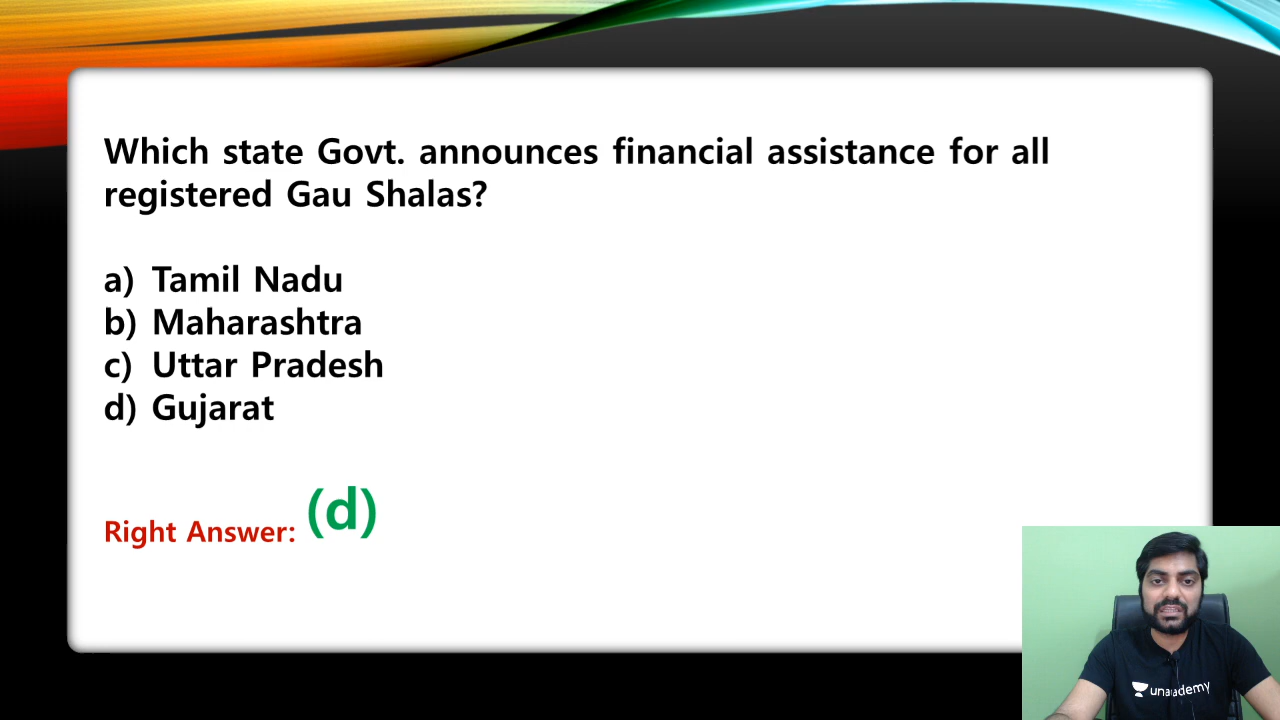 Which state Govt. announces financial assistance for all
registered Gau Shalas?
a) Tamil Nadu
b) Maharashtra
c) Uttar Pradesh
d) Gujarat
Right Answer: (d)
unacademy